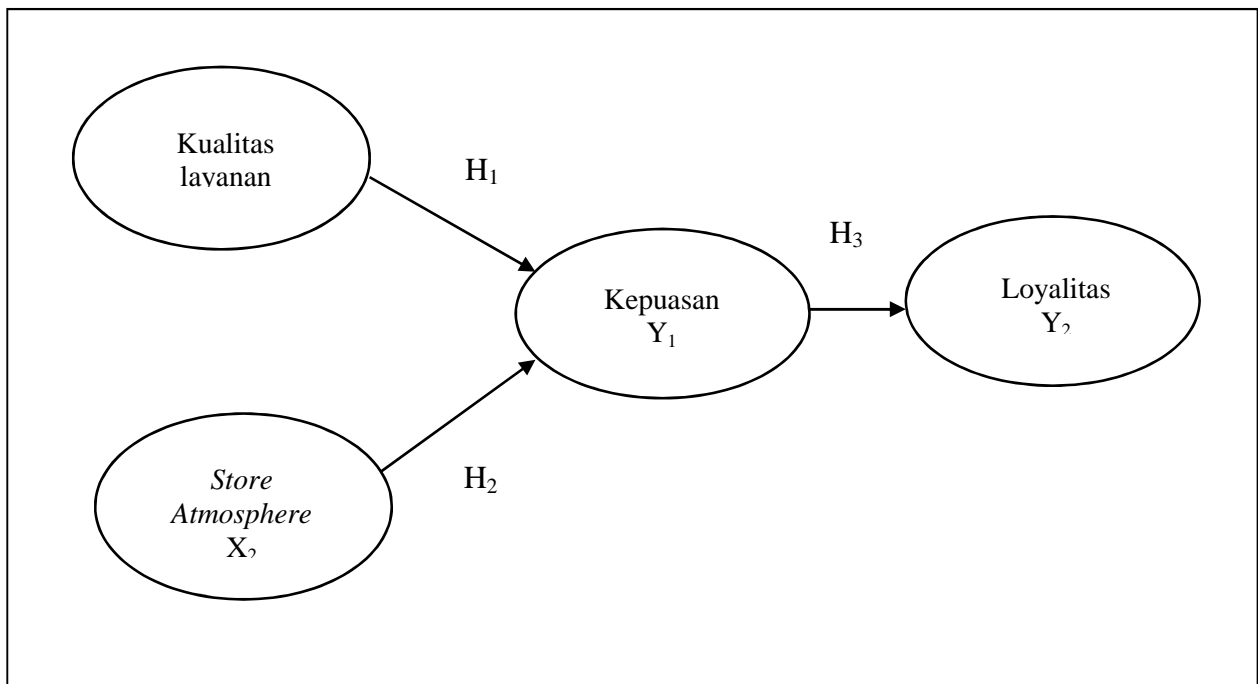 Kualitas
layanan
H₁
H₃
Kepuasan
Y₁
Loyalitas
Y₂
Store
Atmosphere
X₂
H₂